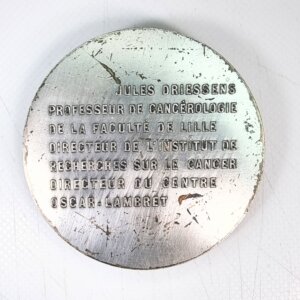 JULES DRIESSENS
PROFESSEUR DE CANCÉROLOGIE
DE LA FACULTÉ DE LILLE
DIRECTEUR DE L'INSTITUT DE
RECHERCHES SUR LE CANCER
DIRECTEUR DU CENTRE
OSCAR-LAMBRET